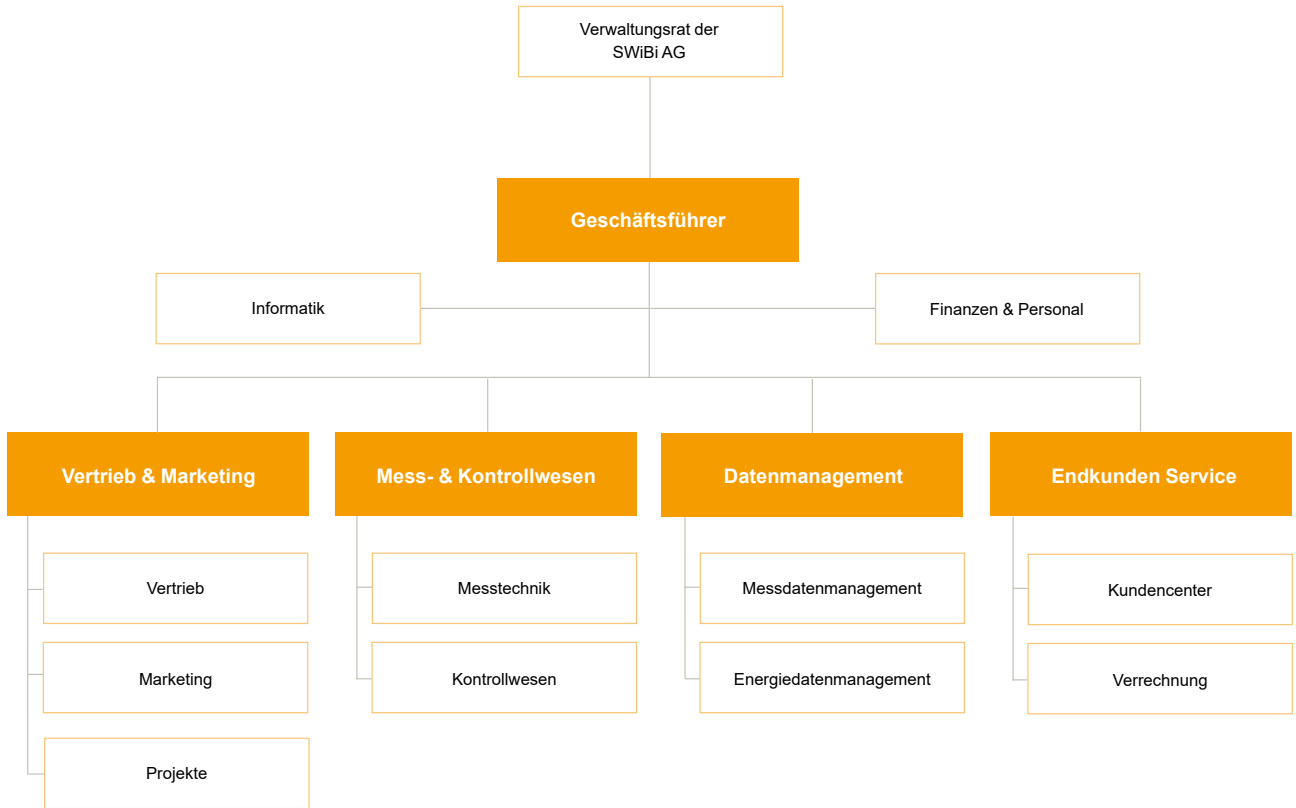 Verwaltungsrat der
SWiBi AG
Geschäftsführer
Informatik
Finanzen & Personal
Vertrieb & Marketing
Mess- & Kontrollwesen
Datenmanagement
Endkunden Service
Vertrieb
Messtechnik
Messdatenmanagement
Kundencenter
Marketing
Kontrollwesen
Energiedatenmanagement
Verrechnung
Projekte